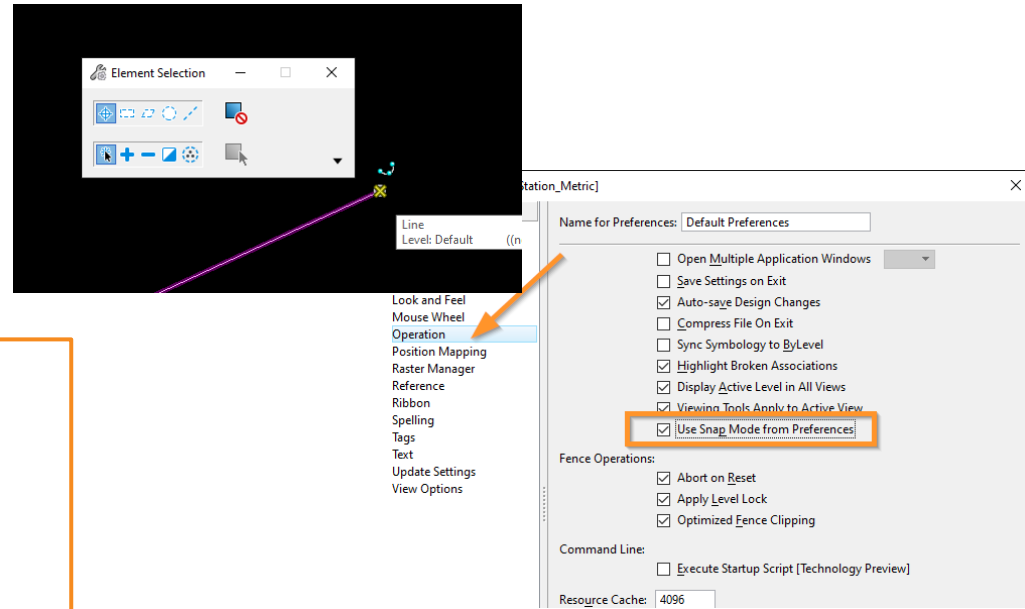 Element Selection
Line
Level: Default ((n
Station_Metric]
Look and Feel
Mouse Wheel
Operation
Position Mapping
Raster Manager
Reference
Ribbon
Spelling
Tags
Text
Update Settings
View Options
Name for Preferences: Default Preferences
Open Multiple Application Windows
Save Settings on Exit
Auto-save Design Changes
Compress File On Exit
Sync Symbology to ByLevel
Highlight Broken Associations
Display Active Level in All Views
Viewing Tools Apply to Active View
Use Snap Mode from Preferences
Fence Operations:
Abort on Reset
Apply Level Lock
Optimized Fence Clipping
Command Line:
Execute Startup Script [Technology Preview]
Resource Cache: 4096